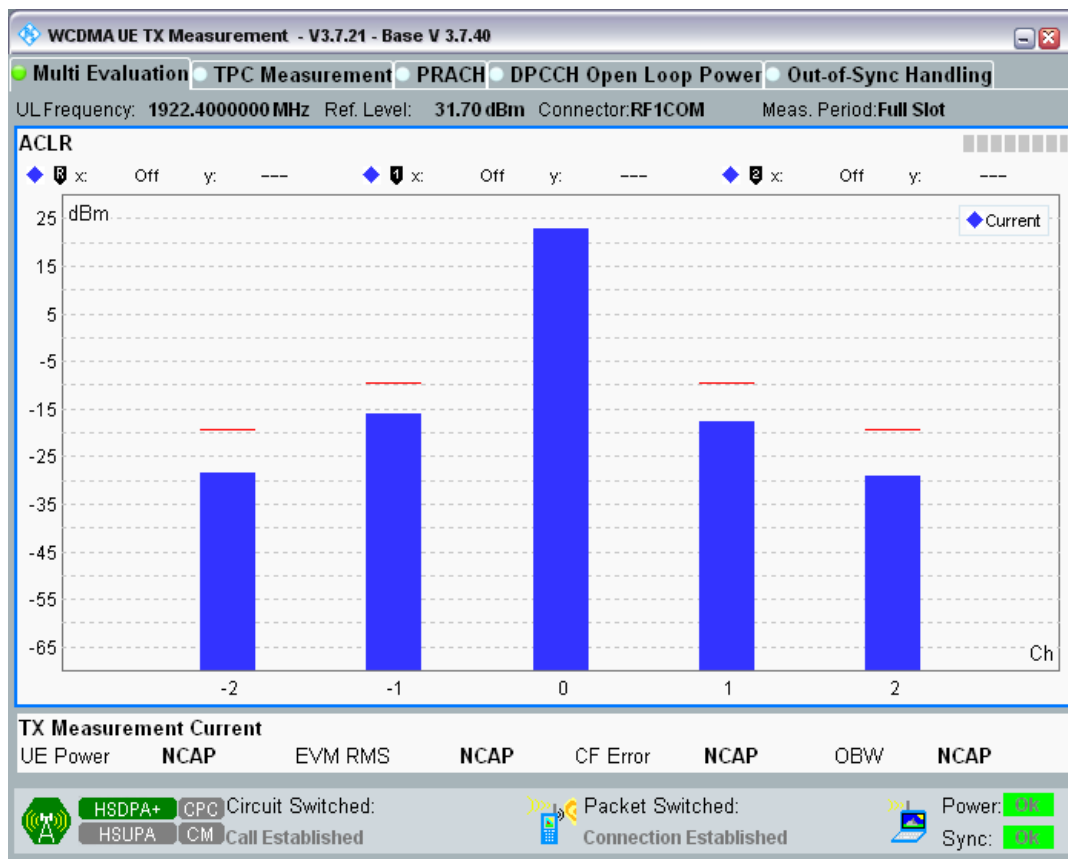 WCDMA UE TX Measurement - V3.7.21 - Base V 3.7.40
Multi Evaluation TPC Measurement PRACH DPCCH Open Loop Power Out-of-Sync Handling
UL Frequency: 1922.4000000 MHz Ref. Level: 31.70 dBm Connector:RF1COM Meas. Period:Full Slot
ACLR
R x: Off y: --- 1 x: Off y: --- 2 x: Off y: ---
25 dBm Current
15
5
-5
-15
-25
-35
-45
-55
-65 Ch
-2 -1 0 1 2
TX Measurement Current
UE Power NCAP EVM RMS NCAP CF Error NCAP OBW NCAP
HSDPA+ CPC Circuit Switched: Packet Switched: Power: OK
HSUPA CM Call Established Connection Established Sync: OK